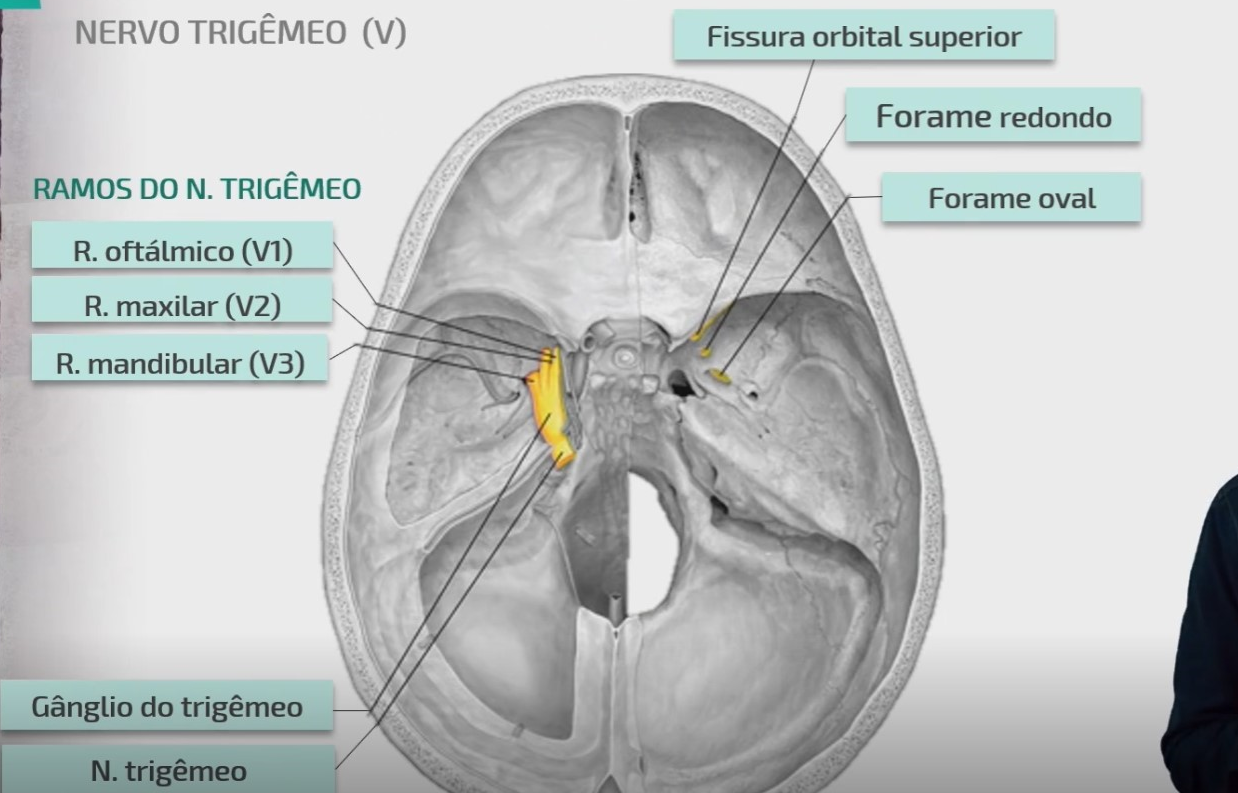 NERVO TRIGÊMEO (V)
Fissura orbital superior
Forame redondo
Forame oval
RAMOS DO N. TRIGÊMEO
R. oftálmico (V1)
R. maxilar (V2)
R. mandibular (V3)
Gânglio do trigêmeo
N. trigêmeo